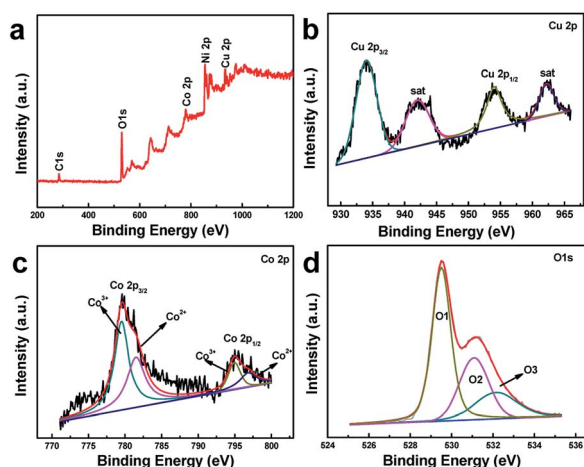 a
Intensity (a.u.)
C1s
O1s
Co 2p
Ni 2p
Cu 2p
200 400 600 800 1000 1200
Binding Energy (eV)
b
Cu 2p
Intensity (a.u.)
Cu 2p3/2
sat
Cu 2p1/2
sat
930 935 940 945 950 955 960 965
Binding Energy (eV)
c
Co 2p
Intensity (a.u.)
Co 2p3/2
Co3+
Co2+
Co 2p1/2
Co3+
Co2+
770 775 780 785 790 795 800 805
Binding Energy (eV)
d
O1s
Intensity (a.u.)
O1
O2
O3
524 526 528 530 532 534 536
Binding Energy (eV)